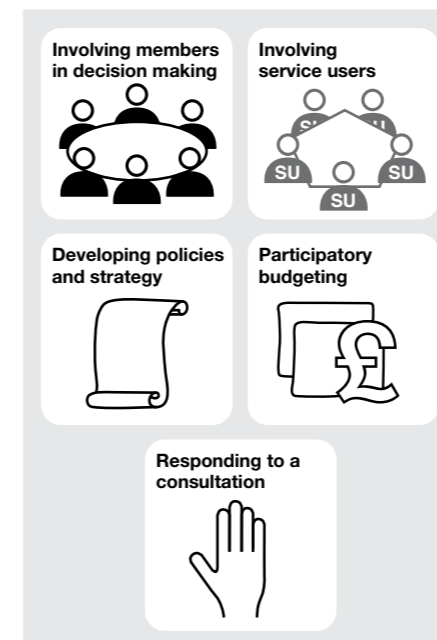 Involving members
in decision making
Involving
service users
SU
SU
SU
SU
SU
Developing policies
and strategy
Participatory
budgeting
£
Responding to a
consultation